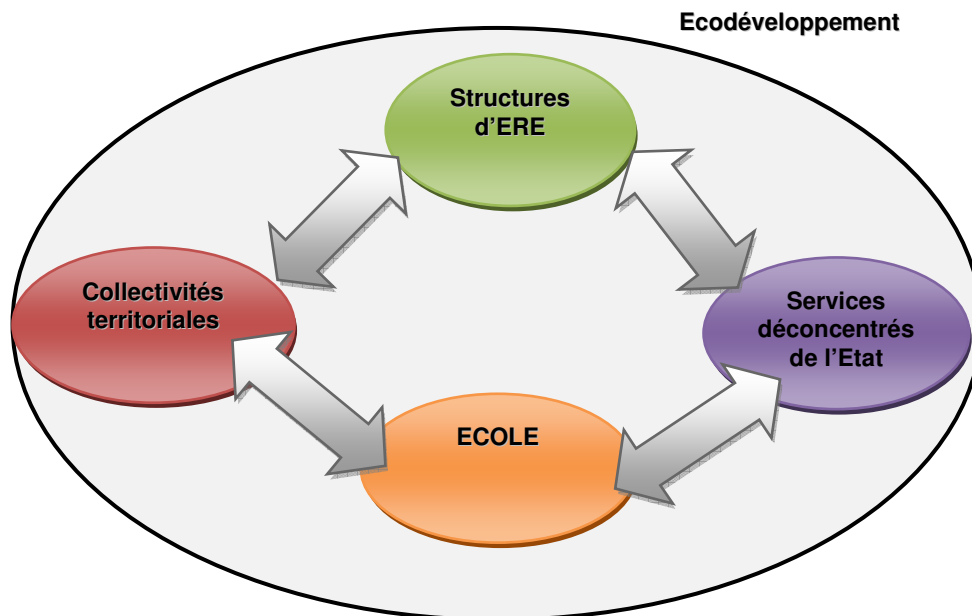 Ecodéveloppement
Structures
d’ERE
Collectivités
territoriales
Services
déconcentrés
de l’Etat
ECOLE